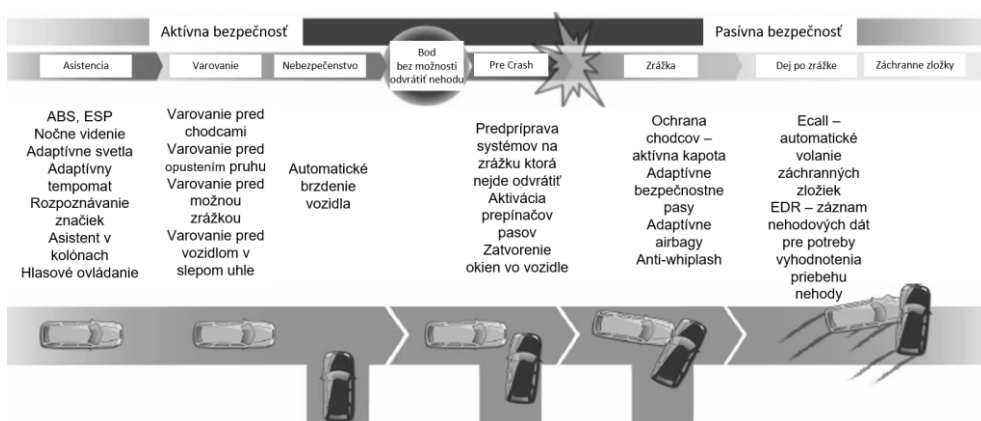 Aktívna bezpečnosť
Pasívna bezpečnosť
Asistencia
Varovanie
Nebezpečenstvo
Bod
bez možnosti
odvrátiť nehodu
Pre Crash
Zrážka
Dej po zrážke
Záchranne zložky
ABS, ESP
Nočne videnie
Adaptívne svetla
Adaptívny
tempomat
Rozpoznávanie
značiek
Asistent v
kolónach
Hlasové ovládanie
Varovanie pred
chodcami
Varovanie pred
opustením pruhu
Varovanie pred
možnou
zrážkou
Varovanie pred
vozidlom v
slepom uhle
Automatické
brzdenie
vozidla
Predpríprava
systémov na
zrážku ktorá
nejde odvrátiť
Aktivácia
prepínačov
pasov
Zatvorenie
okien vo vozidle
Ochrana
chodcov –
aktívna kapota
Adaptívne
bezpečnostne
pasy
Adaptívne
airbagy
Anti-whiplash
Ecall –
automatické
volanie
záchranných
zložiek
EDR – záznam
nehodových dát
pre potreby
vyhodnotenia
priebehu
nehody